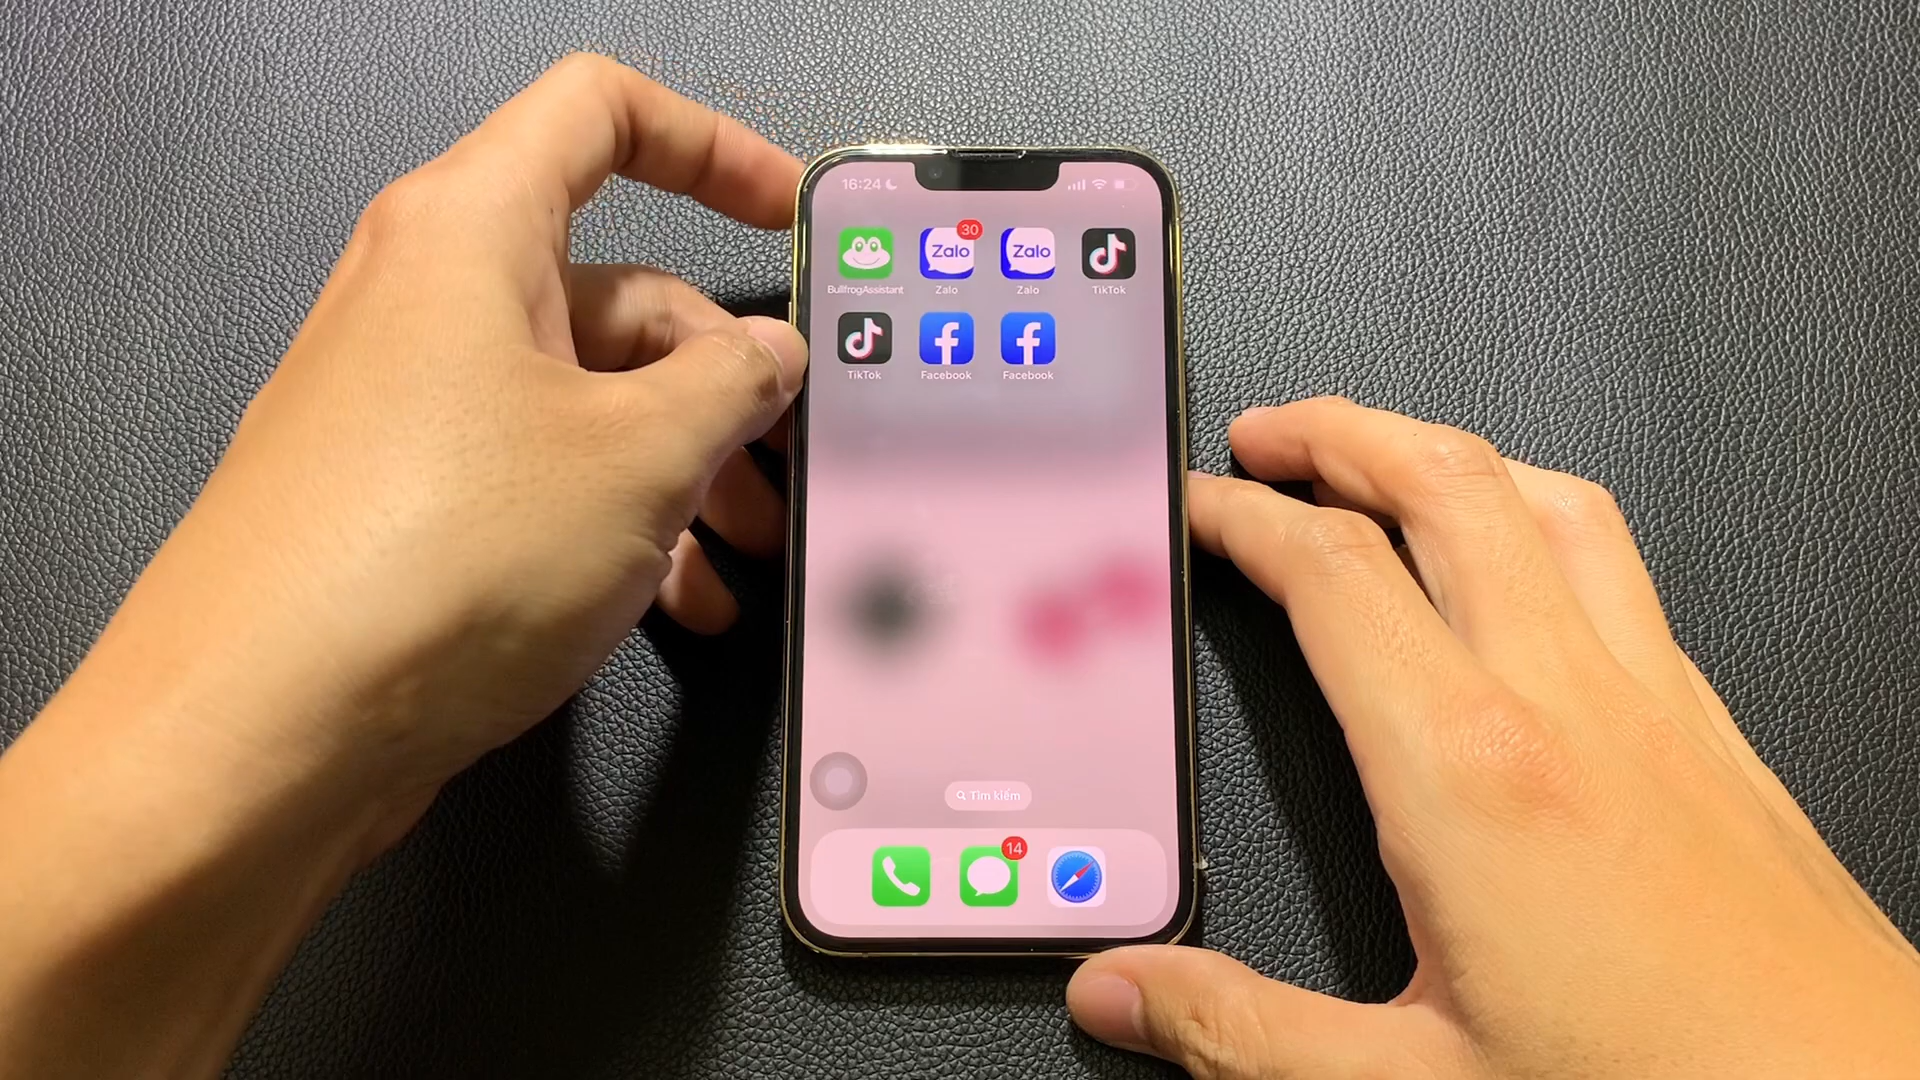 16:24
30
Zalo Zalo
BullfrogAssistant Zalo Zalo TikTok
TikTok Facebook Facebook
Tìm kiếm
14